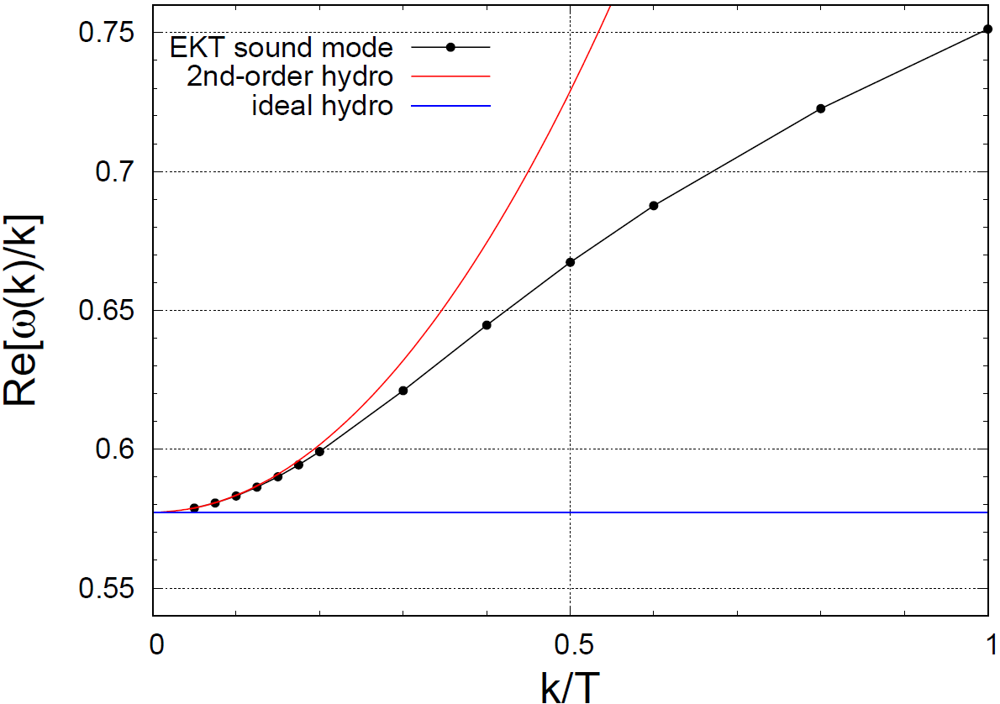 0.75
0.7
0.65
0.6
0.55
EKT sound mode
2nd-order hydro
ideal hydro
Re[ω(k)/k]
0 0.5 1
k/T